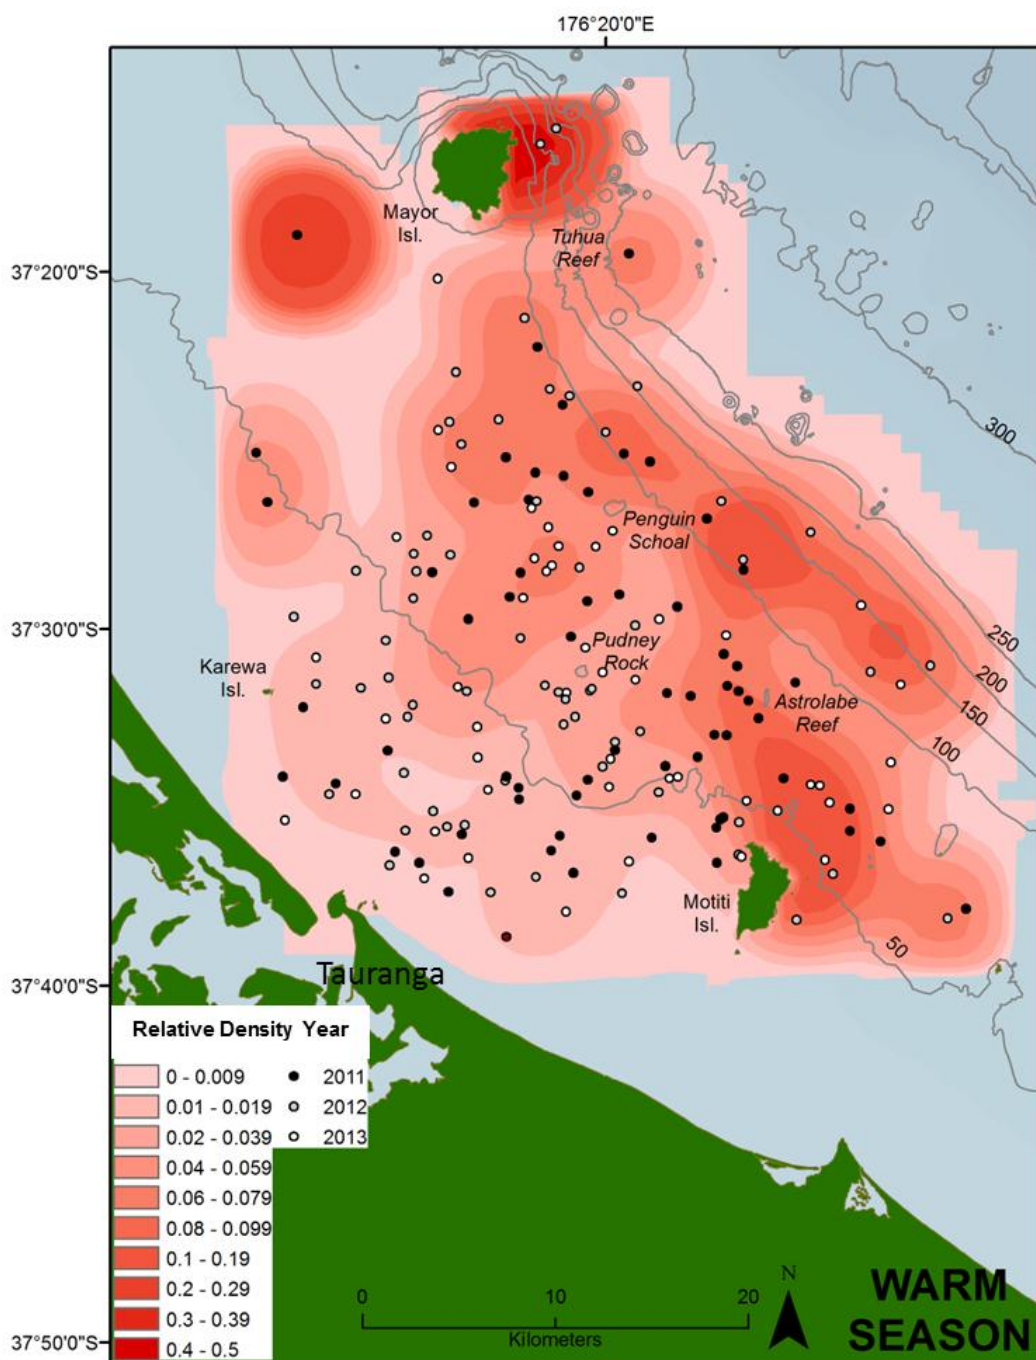 176°20'0"E
Mayor
Isl.
Tuhua
Reef
37°20'0"S
300
Penguin
Schoal
37°30'0"S
Pudney
Rock
250
Karewa
Isl.
200
Astrolabe
Reef
150
100
Motiti
Isl.
50
Tauranga
37°40'0"S
Relative Density Year
0 - 0.009 2011
0.01 - 0.019 2012
0.02 - 0.039 2013
0.04 - 0.059
0.06 - 0.079
0.08 - 0.099
0.1 - 0.19
0.2 - 0.29
0.3 - 0.39
0.4 - 0.5
N
WARM
SEASON
0 10 20
Kilometers
37°50'0"S